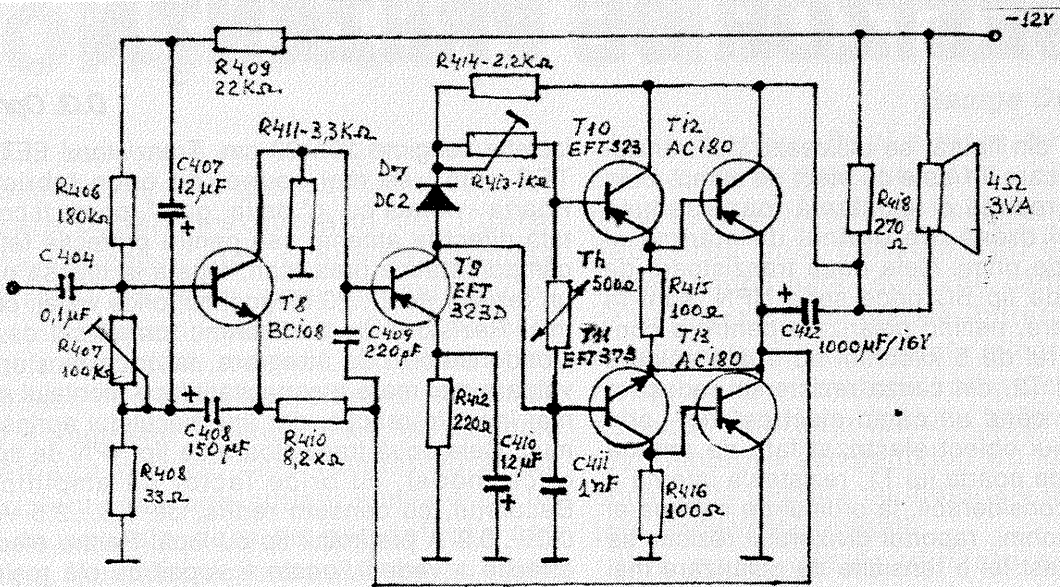 -12V
R409
22KΩ
R414-2,2KΩ
R411-3,3KΩ
T10
EFT323
T12
AC180
C407
12µF
+
R406
180KΩ
D7
DC2
R413-1KΩ
4Ω
3VA
R418
270
Ω
C404
0,1µF
T8
BC108
T9
EFT
323D
Th
500Ω
R415
100Ω
+
C412
1000µF/16V
R407
100KΩ
C409
220pF
T11
EFT373
T13
AC180
+
C408
150µF
R410
8,2KΩ
R412
220Ω
C410
12µF
+
C411
1nF
R408
33Ω
R416
100Ω